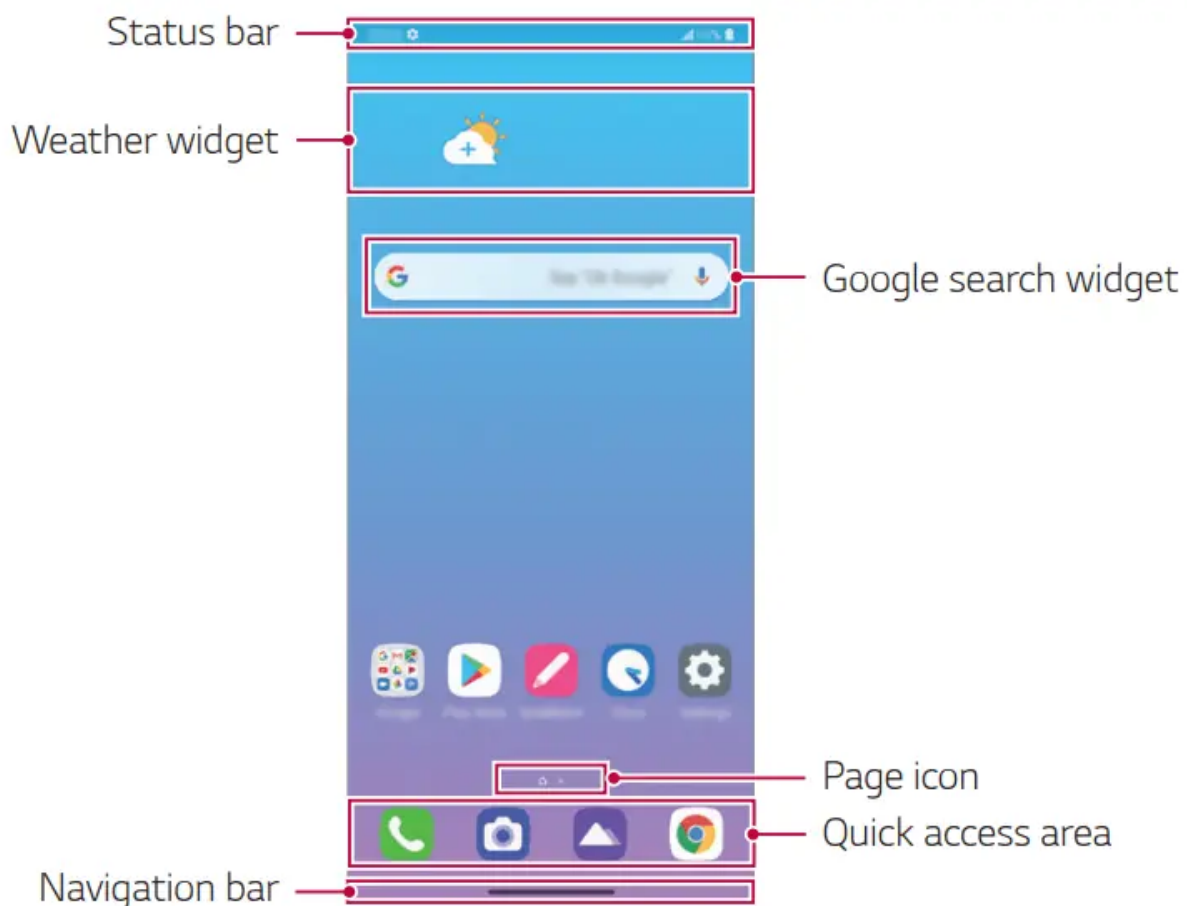 Status bar
Weather widget
Google search widget
Page icon
Quick access area
Navigation bar